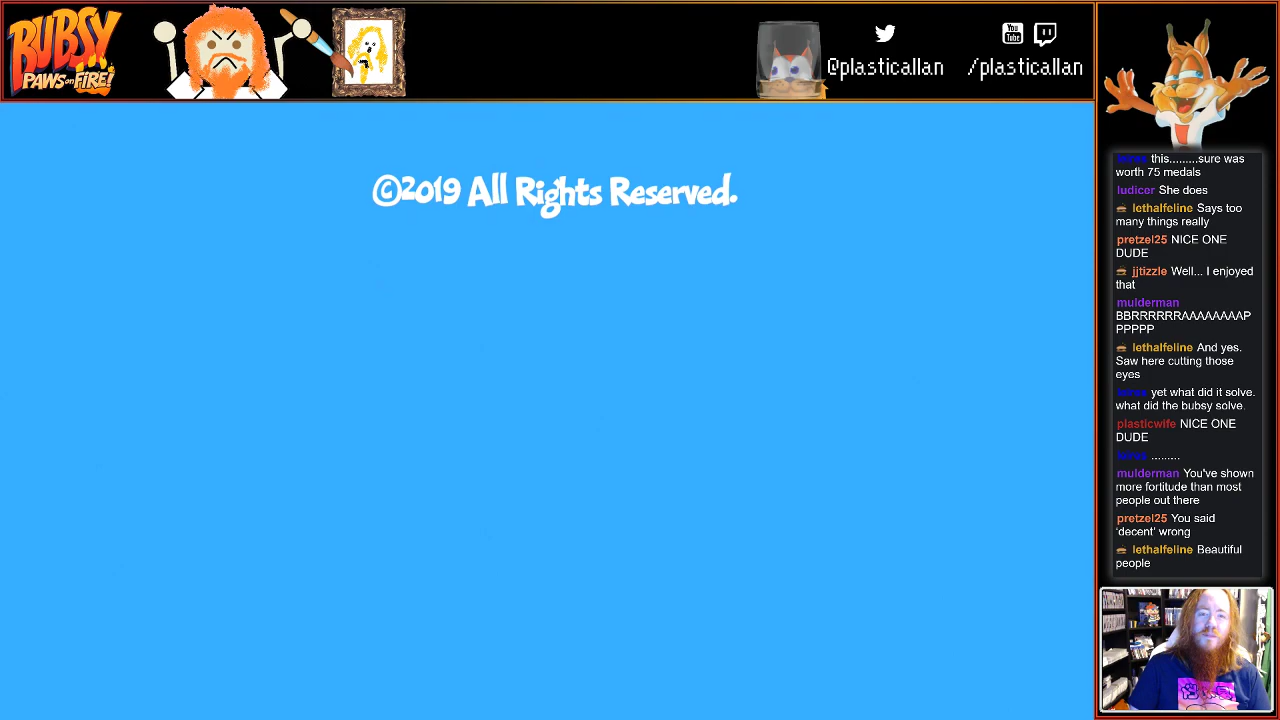 BUBSY
PAWS on FIRE!
@plasticallan
/plasticallan
©2019 All Rights Reserved.
this.........sure was
worth 75 medals
ludicer She does
lethalfeline Says too
many things really
pretzel25 NICE ONE
DUDE
jjtizzle Well... I enjoyed
that
mulderman
BBRRRRRRAAAAAAAAP
PPPPP
lethalfeline And yes.
Saw here cutting those
eyes
yet what did it solve.
what did the bubsy solve.
plasticwife NICE ONE
DUDE
.........
mulderman You've shown
more fortitude than most
people out there
pretzel25 You said
'decent' wrong
lethalfeline Beautiful
people